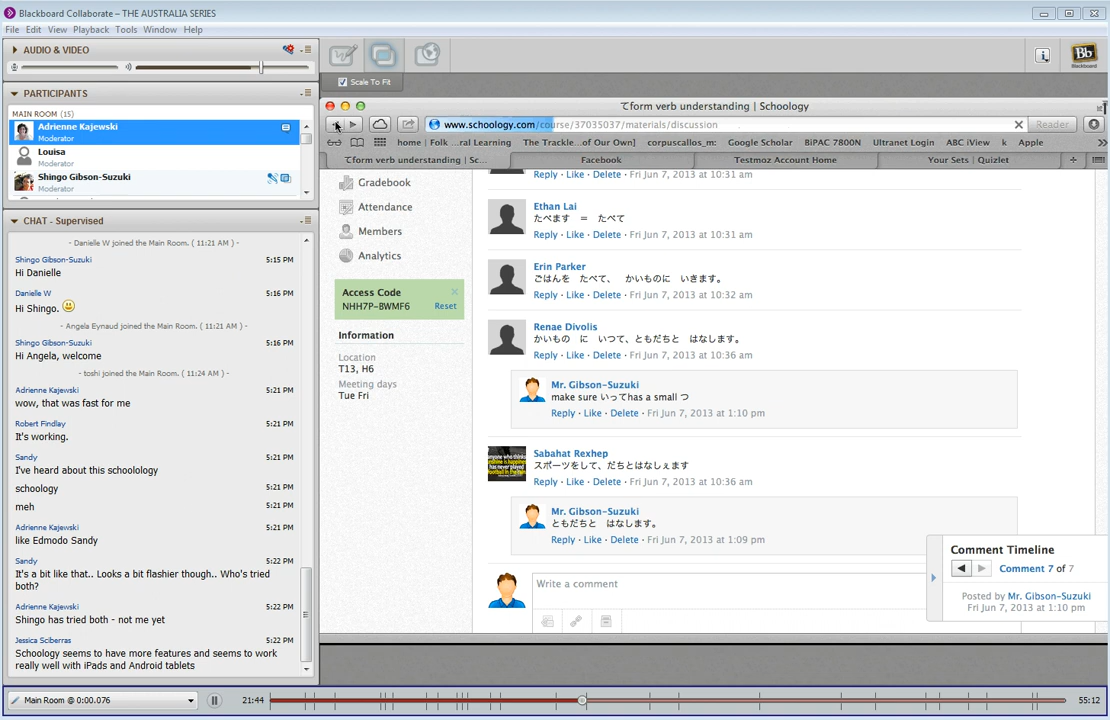 Blackboard Collaborate – THE AUSTRALIA SERIES
File Edit View Playback Tools Window Help
AUDIO & VIDEO
PARTICIPANTS
MAIN ROOM (15)
Adrienne Kajewski
Moderator
Louisa
Moderator
Shingo Gibson-Suzuki
Moderator
CHAT - Supervised
- Danielle W joined the Main Room. ( 11:21 AM ) -
Shingo Gibson-Suzuki 5:15 PM
Hi Danielle
Danielle W 5:16 PM
Hi Shingo.
- Angela Eynaud joined the Main Room. ( 11:21 AM ) -
Shingo Gibson-Suzuki 5:16 PM
Hi Angela, welcome
- toshi joined the Main Room. ( 11:24 AM ) -
Adrienne Kajewski 5:21 PM
wow, that was fast for me
Robert Findlay 5:21 PM
It's working.
Sandy 5:21 PM
I've heard about this schoolology
schoology 5:21 PM
meh 5:21 PM
Adrienne Kajewski 5:21 PM
like Edmodo Sandy
Sandy 5:22 PM
It's a bit like that.. Looks a bit flashier though.. Who's tried
both?
Adrienne Kajewski 5:22 PM
Shingo has tried both - not me yet
Jessica Sciberras 5:22 PM
Schoology seems to have more features and seems to work
really well with iPads and Android tablets
Main Room @ 0:00.076
21:44
55:12
Scale To Fit
Bb
Blackboard
てform verb understanding | Schoology
www.schoology.com/course/37035037/materials/discussion
Reader
home | Folk ...ral Learning The Trackle...of Our Own] corpuscallos_m: Google Scholar BiPAC 7800N Ultranet Login ABC iView k Apple
てform verb understanding | Sc... Facebook Testmoz Account Home Your Sets | Quizlet +
Gradebook
Attendance
Members
Analytics
Access Code
NHH7P-BWMF6 Reset
Information
Location
T13, H6
Meeting days
Tue Fri
Reply · Like · Delete · Fri Jun 7, 2013 at 10:31 am
Ethan Lai
たべます ＝ たべて
Reply · Like · Delete · Fri Jun 7, 2013 at 10:31 am
Erin Parker
ごはんを たべて、 かいものに いきます。
Reply · Like · Delete · Fri Jun 7, 2013 at 10:32 am
Renae Divolis
かいもの に いつて、ともだちと はなします。
Reply · Like · Delete · Fri Jun 7, 2013 at 10:36 am
Mr. Gibson-Suzuki
make sure いってhas a small つ
Reply · Like · Delete · Fri Jun 7, 2013 at 1:10 pm
Sabahat Rexhep
スポーツをして、だちとはなしぇます
Reply · Like · Delete · Fri Jun 7, 2013 at 10:36 am
Mr. Gibson-Suzuki
ともだちと はなします。
Reply · Like · Delete · Fri Jun 7, 2013 at 1:09 pm
Write a comment
Comment Timeline
Comment 7 of 7
Posted by Mr. Gibson-Suzuki
Fri Jun 7, 2013 at 1:10 pm